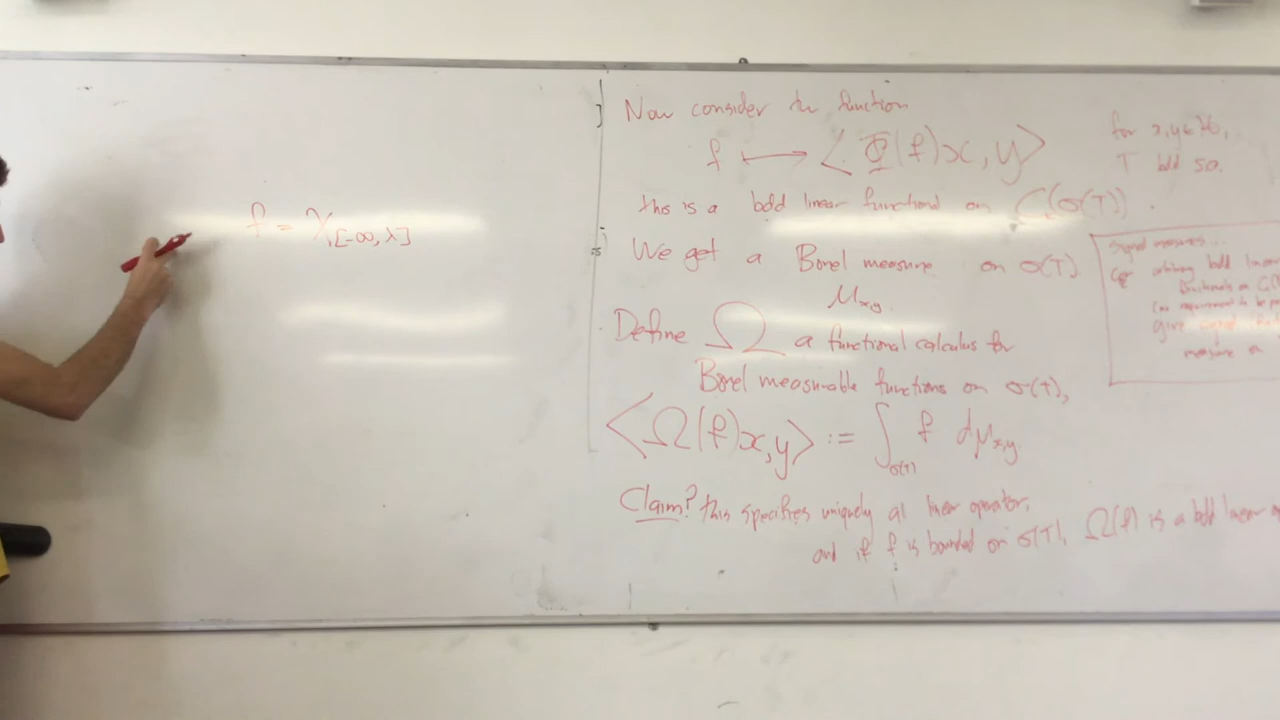 f = χ[-∞, λ]
Now consider the function
f ⟼ ⟨Φ(f)x, y⟩
for x, y ∈ H,
T bdd sa.
this is a bdd linear functional on C(σ(T)).
We get a Borel measure on σ(T)
μx,y
Define Ω a functional calculus for
Borel measurable functions on σ(T),
⟨Ω(f)x, y⟩ := ∫σ(T) f dμx,y
Claim? this specifies uniquely a linear operator,
and if f is bounded on σ(T), Ω(f) is a bdd linear
signed measures...
bdd linear
functionals on
give
measure